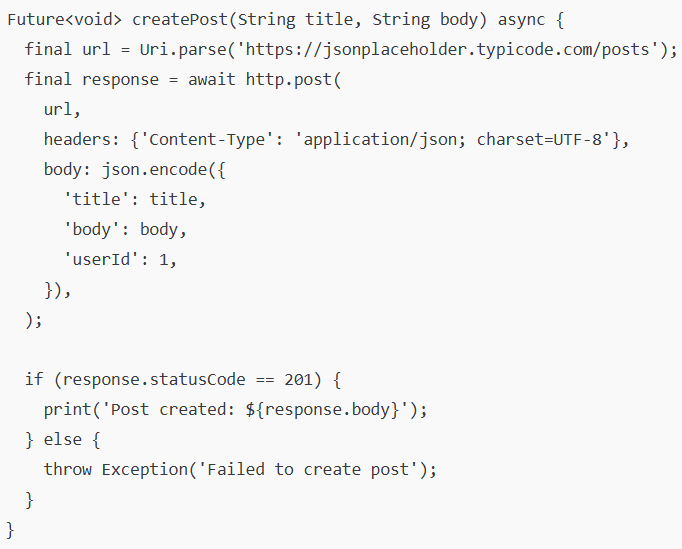 Future<void> createPost(String title, String body) async {
  final url = Uri.parse('https://jsonplaceholder.typicode.com/posts');
  final response = await http.post(
    url,
    headers: {'Content-Type': 'application/json; charset=UTF-8'},
    body: json.encode({
      'title': title,
      'body': body,
      'userId': 1,
    }),
  );

  if (response.statusCode == 201) {
    print('Post created: ${response.body}');
  } else {
    throw Exception('Failed to create post');
  }
}